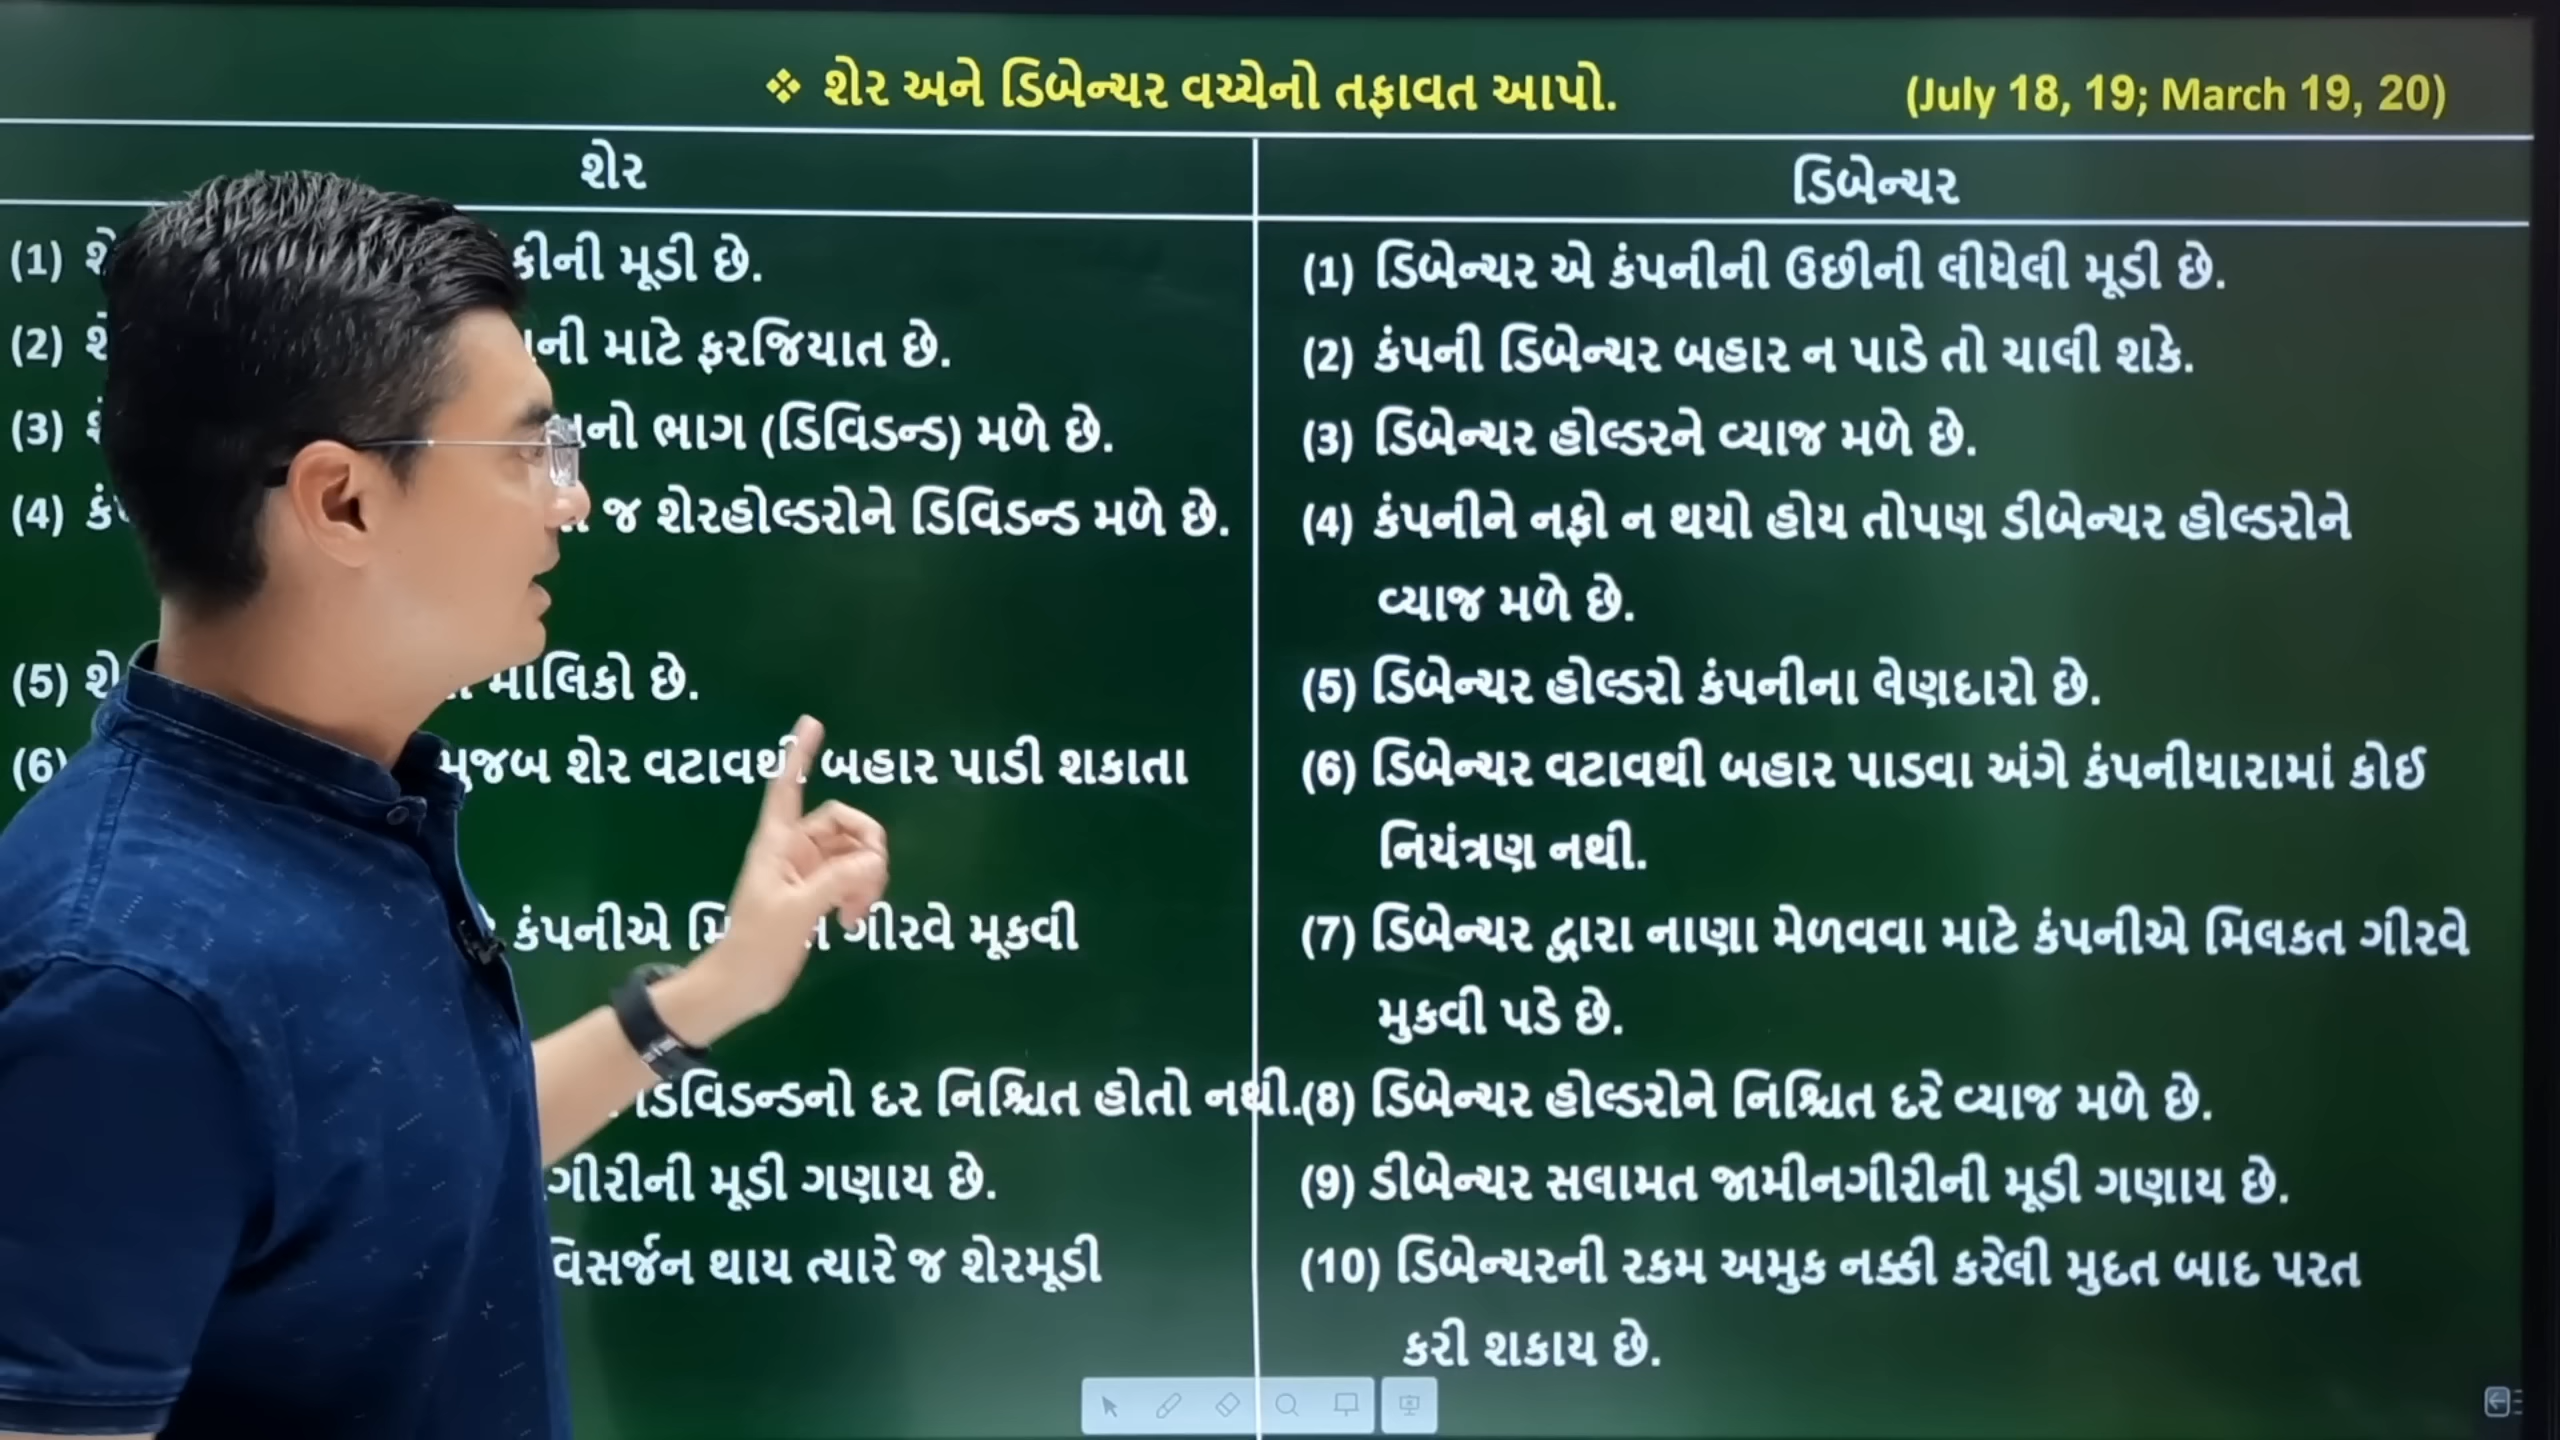 ❖ શેર અને ડિબેન્ચર વચ્ચેનો તફાવત આપો. (July 18, 19; March 19, 20)
શેર
(1) મૂડી છે.
(2) માટે ફરજિયાત છે.
(3) ભાગ (ડિવિડન્ડ) મળે છે.
(4) જ શેરહોલ્ડરોને ડિવિડન્ડ મળે છે.
(5) માલિકો છે.
(6) મુજબ શેર વટાવથી બહાર પાડી શકાતા
કંપનીએ ગીરવે મૂકવી
ડિવિડન્ડનો દર નિશ્ચિત હોતો નથી.
મૂડી ગણાય છે.
વિસર્જન થાય ત્યારે જ શેરમૂડી
ડિબેન્ચર
(1) ડિબેન્ચર એ કંપનીની ઉછીની લીધેલી મૂડી છે.
(2) કંપની ડિબેન્ચર બહાર ન પાડે તો ચાલી શકે.
(3) ડિબેન્ચર હોલ્ડરને વ્યાજ મળે છે.
(4) કંપનીને નફો ન થયો હોય તોપણ ડીબેન્ચર હોલ્ડરોને
વ્યાજ મળે છે.
(5) ડિબેન્ચર હોલ્ડરો કંપનીના લેણદારો છે.
(6) ડિબેન્ચર વટાવથી બહાર પાડવા અંગે કંપનીધારામાં કોઈ
નિયંત્રણ નથી.
(7) ડિબેન્ચર દ્વારા નાણા મેળવવા માટે કંપનીએ મિલકત ગીરવે
મુકવી પડે છે.
(8) ડિબેન્ચર હોલ્ડરોને નિશ્ચિત દરે વ્યાજ મળે છે.
(9) ડીબેન્ચર સલામત જામીનગીરીની મૂડી ગણાય છે.
(10) ડિબેન્ચરની રકમ અમુક નક્કી કરેલી મુદત બાદ પરત
કરી શકાય છે.